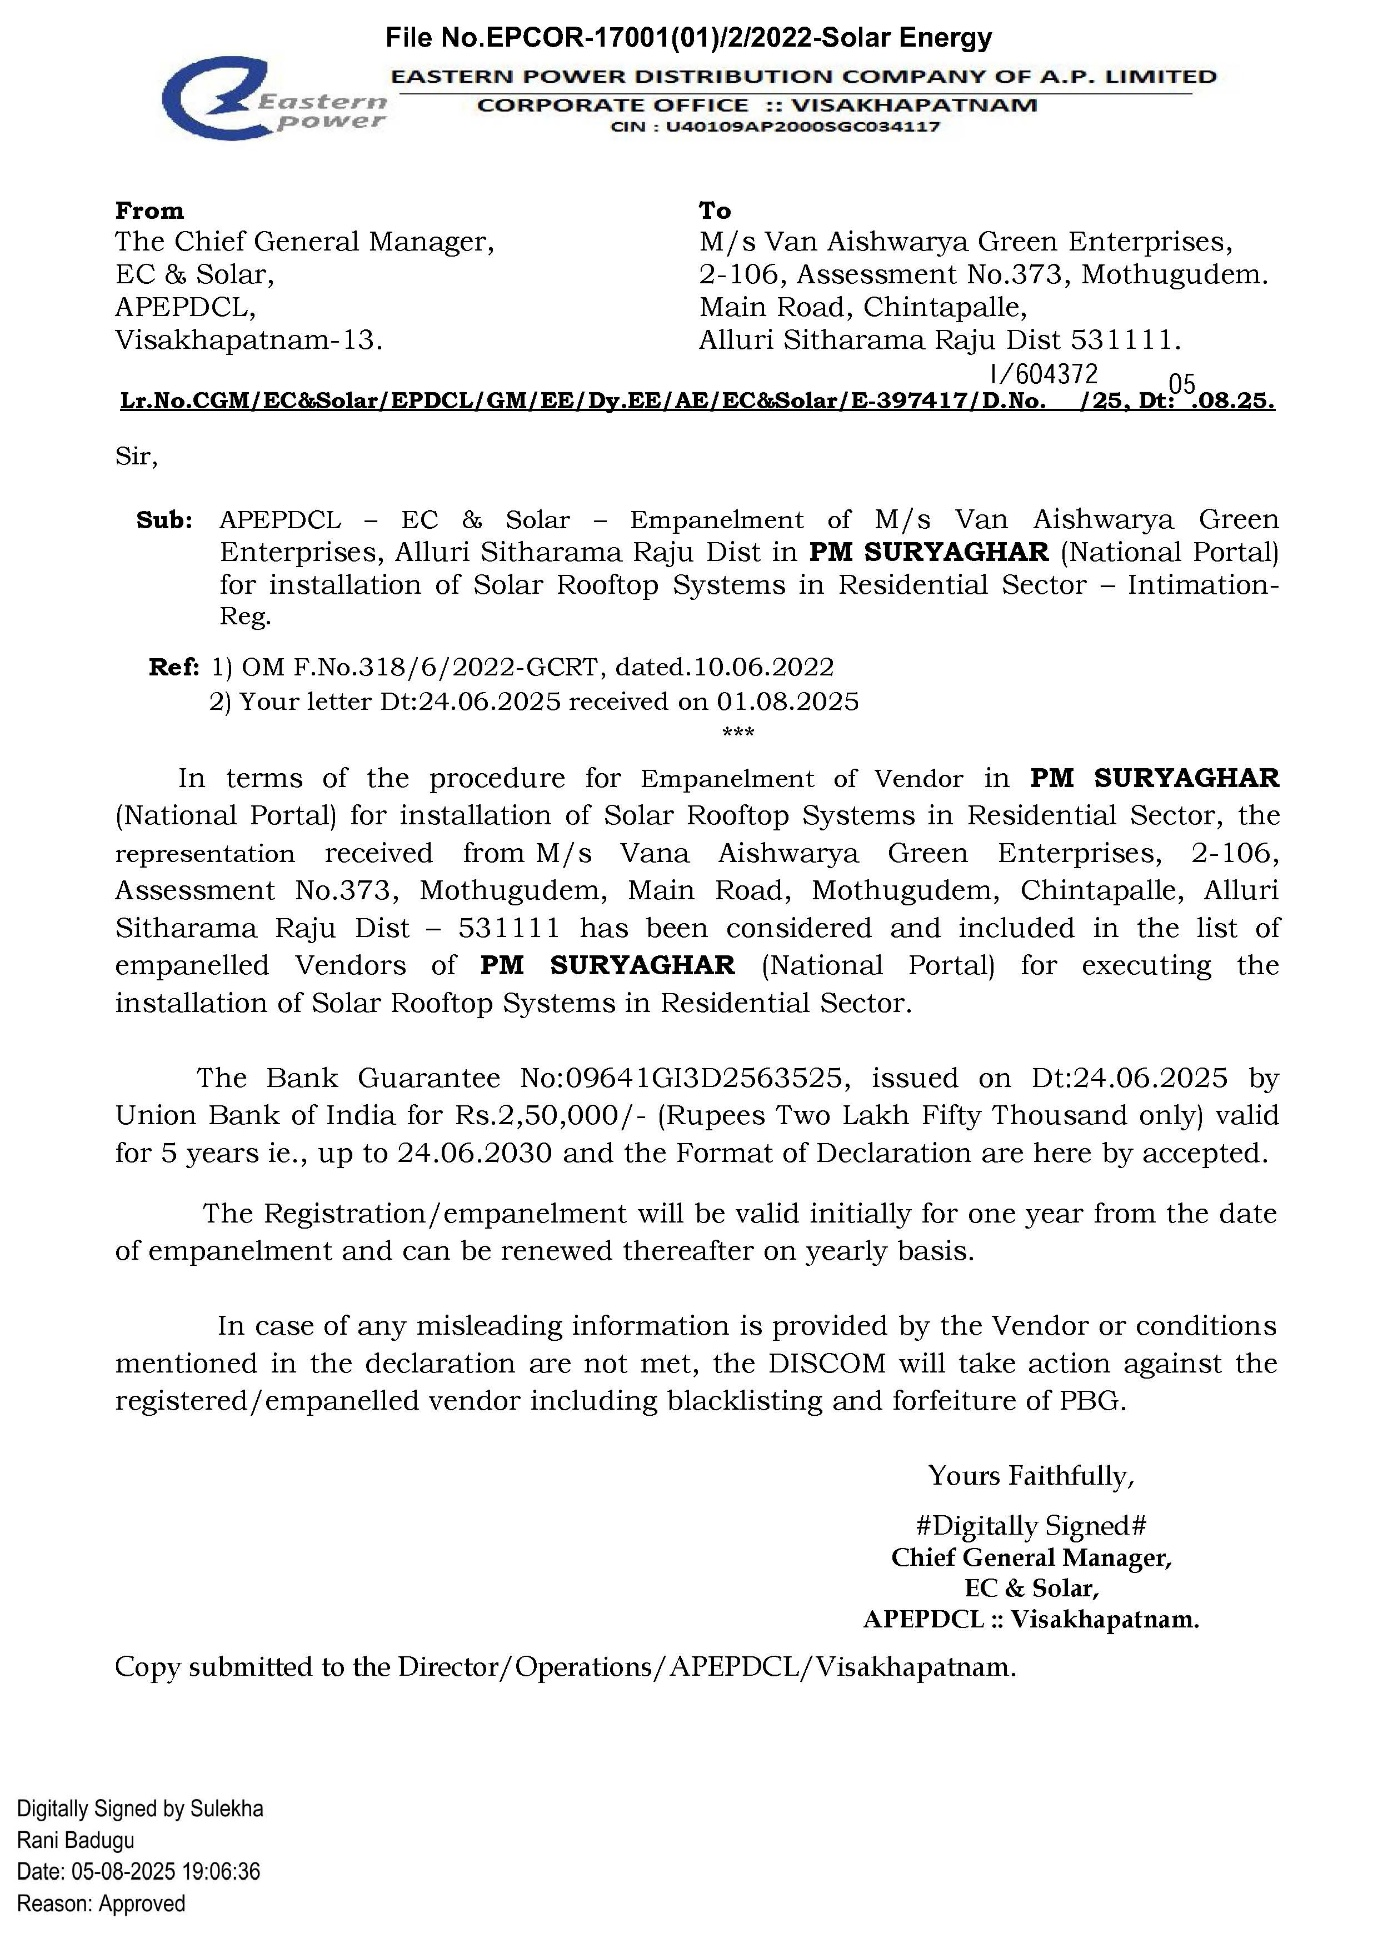 File No.EPCOR-17001(01)/2/2022-Solar Energy
Eastern power
EASTERN POWER DISTRIBUTION COMPANY OF A.P. LIMITED
CORPORATE OFFICE :: VISAKHAPATNAM
CIN : U40109AP2000SGC034117
From
The Chief General Manager,
EC & Solar,
APEPDCL,
Visakhapatnam-13.
To
M/s Van Aishwarya Green Enterprises,
2-106, Assessment No.373, Mothugudem.
Main Road, Chintapalle,
Alluri Sitharama Raju Dist 531111.
I/604372
05
Lr.No.CGM/EC&Solar/EPDCL/GM/EE/Dy.EE/AE/EC&Solar/E-397417/D.No. /25, Dt: .08.25.
Sir,
Sub: APEPDCL – EC & Solar – Empanelment of M/s Van Aishwarya Green
Enterprises, Alluri Sitharama Raju Dist in PM SURYAGHAR (National Portal)
for installation of Solar Rooftop Systems in Residential Sector – Intimation-
Reg.
Ref: 1) OM F.No.318/6/2022-GCRT, dated.10.06.2022
2) Your letter Dt:24.06.2025 received on 01.08.2025
***
In terms of the procedure for Empanelment of Vendor in PM SURYAGHAR
(National Portal) for installation of Solar Rooftop Systems in Residential Sector, the
representation received from M/s Vana Aishwarya Green Enterprises, 2-106,
Assessment No.373, Mothugudem, Main Road, Mothugudem, Chintapalle, Alluri
Sitharama Raju Dist – 531111 has been considered and included in the list of
empanelled Vendors of PM SURYAGHAR (National Portal) for executing the
installation of Solar Rooftop Systems in Residential Sector.
The Bank Guarantee No:09641GI3D2563525, issued on Dt:24.06.2025 by
Union Bank of India for Rs.2,50,000/- (Rupees Two Lakh Fifty Thousand only) valid
for 5 years ie., up to 24.06.2030 and the Format of Declaration are here by accepted.
The Registration/empanelment will be valid initially for one year from the date
of empanelment and can be renewed thereafter on yearly basis.
In case of any misleading information is provided by the Vendor or conditions
mentioned in the declaration are not met, the DISCOM will take action against the
registered/empanelled vendor including blacklisting and forfeiture of PBG.
Yours Faithfully,
#Digitally Signed#
Chief General Manager,
EC & Solar,
APEPDCL :: Visakhapatnam.
Copy submitted to the Director/Operations/APEPDCL/Visakhapatnam.
Digitally Signed by Sulekha
Rani Badugu
Date: 05-08-2025 19:06:36
Reason: Approved